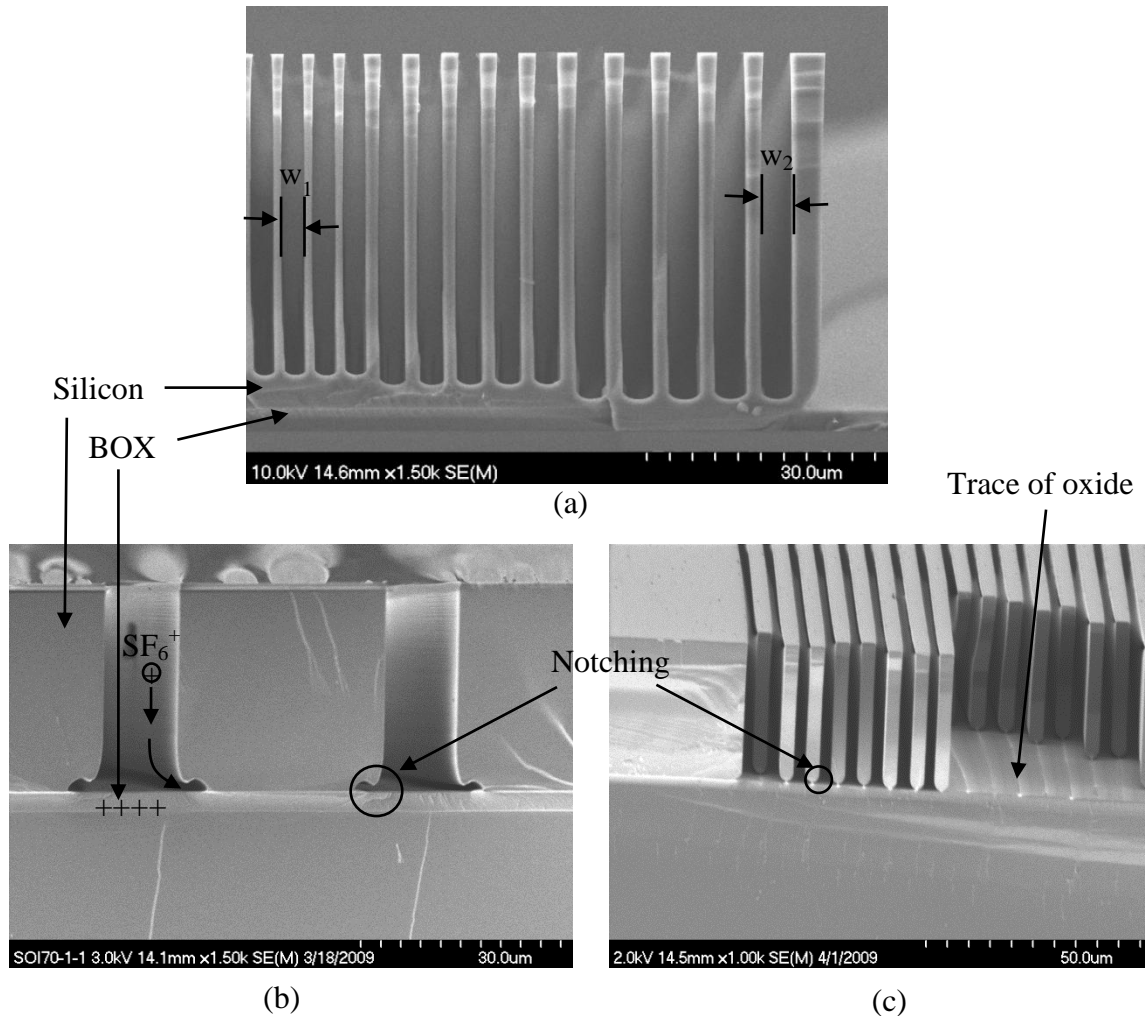 w1
w2
Silicon
BOX
10.0kV 14.6mm x1.50k SE(M) 30.0um
(a)
Trace of oxide
SF6+
+
Notching
++++
SOI70-1-1 3.0kV 14.1mm x1.50k SE(M) 3/18/2009 30.0um
2.0kV 14.5mm x1.00k SE(M) 4/1/2009 50.0um
(b)
(c)